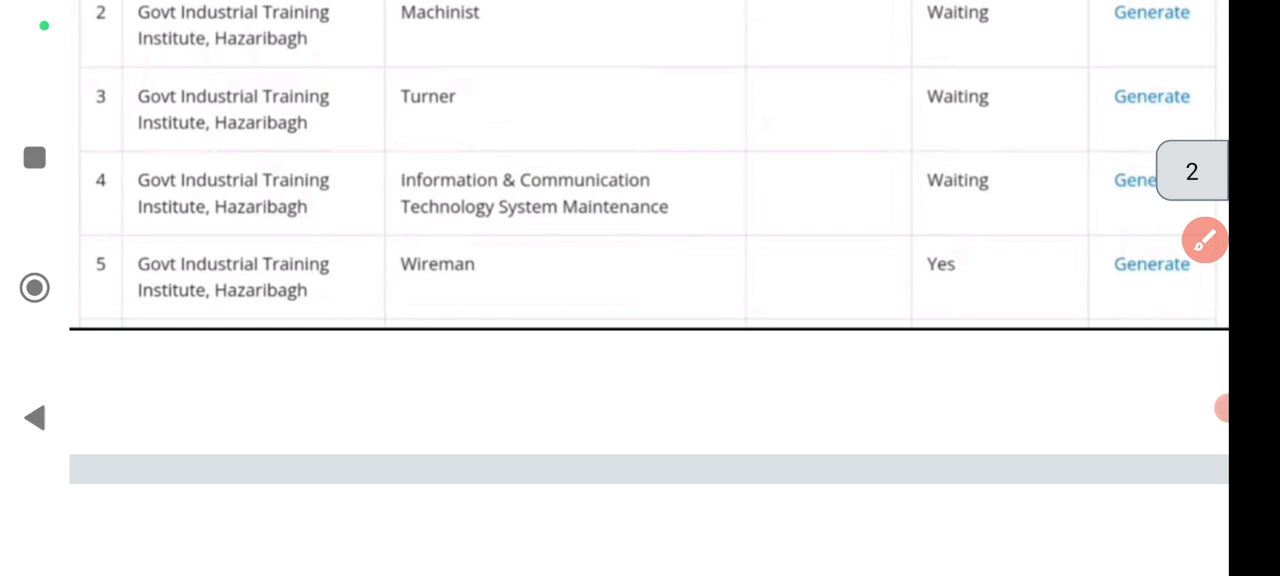 2 Govt Industrial Training Machinist Waiting Generate
Institute, Hazaribagh
3 Govt Industrial Training Turner Waiting Generate
Institute, Hazaribagh
4 Govt Industrial Training Information & Communication Waiting Gene
2
Institute, Hazaribagh Technology System Maintenance
5 Govt Industrial Training Wireman Yes Generate
Institute, Hazaribagh